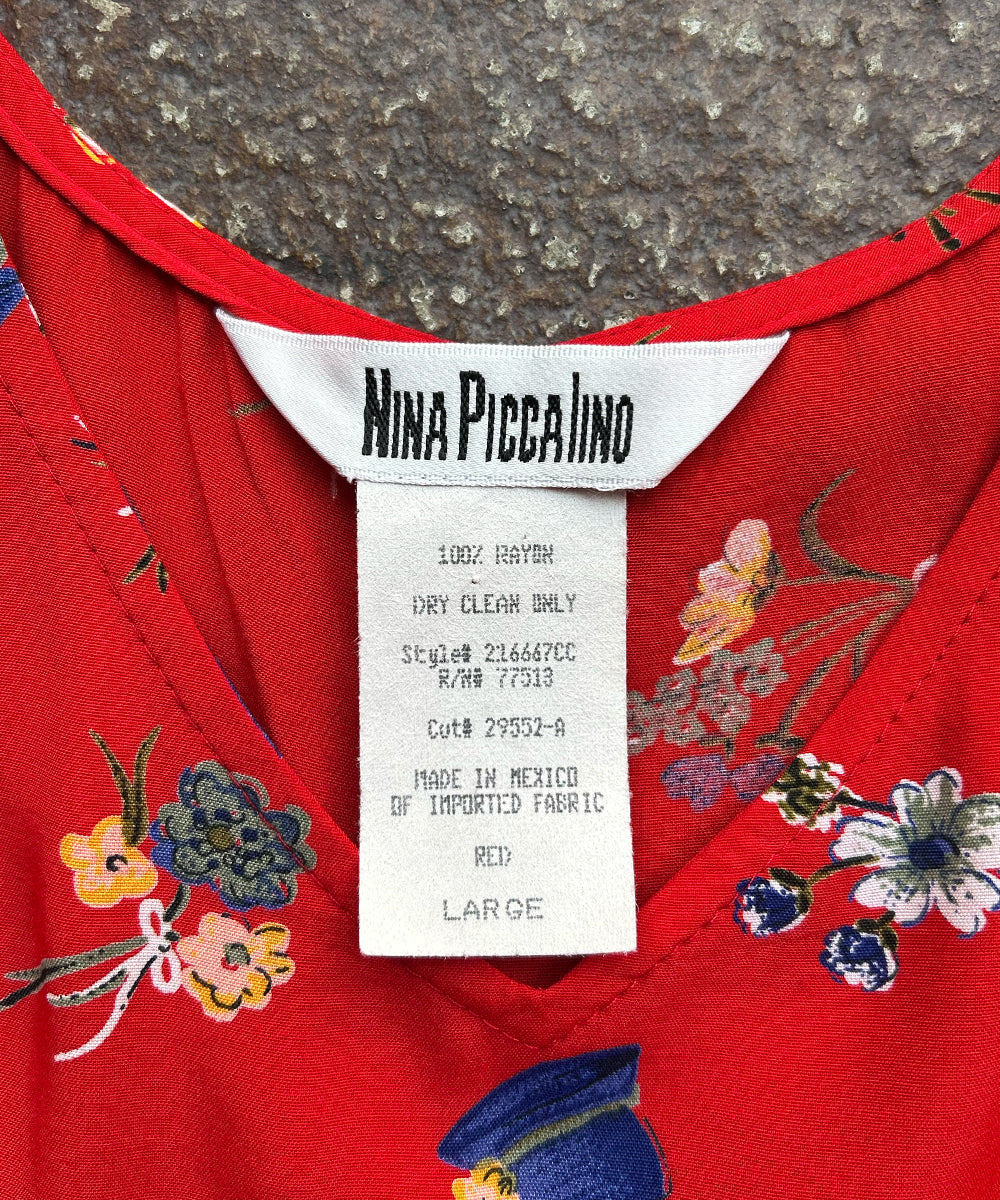 NINA PICCALINO
100% RAYON
DRY CLEAN ONLY
Style# 216667CC
R/N# 77513
Cut# 29552-A
MADE IN MEXICO
OF IMPORTED FABRIC
RED
LARGE